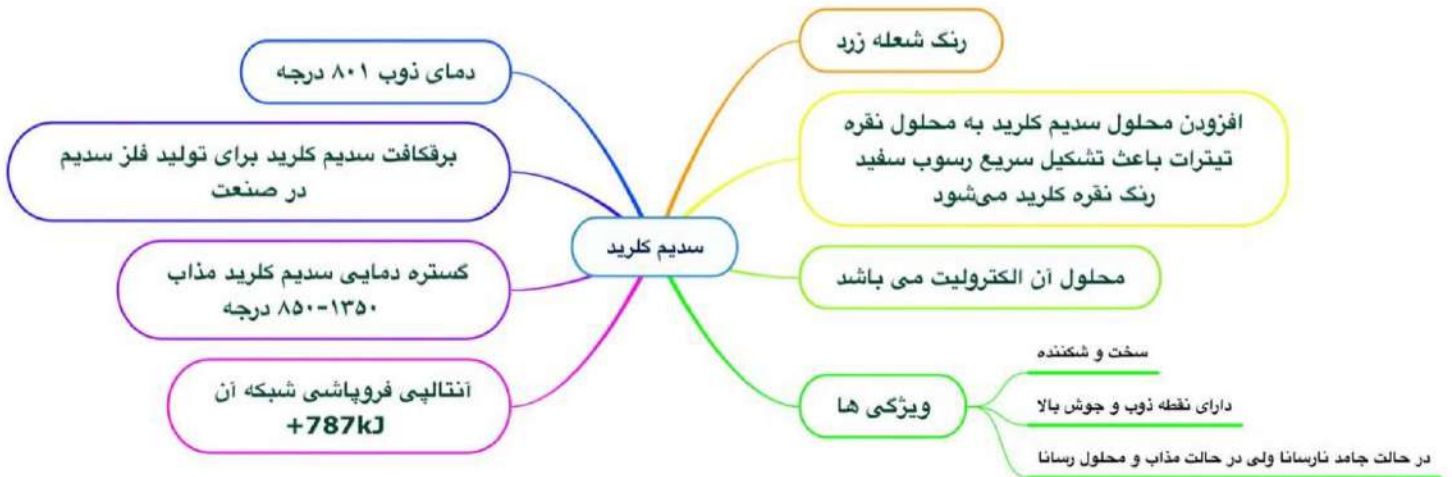 رنگ شعله زرد
دمای ذوب ۸۰۱ درجه
افزودن محلول سدیم کلرید به محلول نقره
تیترات باعث تشکیل سریع رسوب سفید
رنگ نقره کلرید می‌شود
برقکافت سدیم کلرید برای تولید فلز سدیم
در صنعت
سدیم کلرید
محلول آن الکترولیت می باشد
گستره دمایی سدیم کلرید مذاب
۸۵۰-۱۳۵۰ درجه
ویژگی ها
سخت و شکننده
دارای نقطه ذوب و جوش بالا
در حالت جامد نارسانا ولی در حالت مذاب و محلول رسانا
آنتالپی فروپاشی شبکه آن
+787kJ